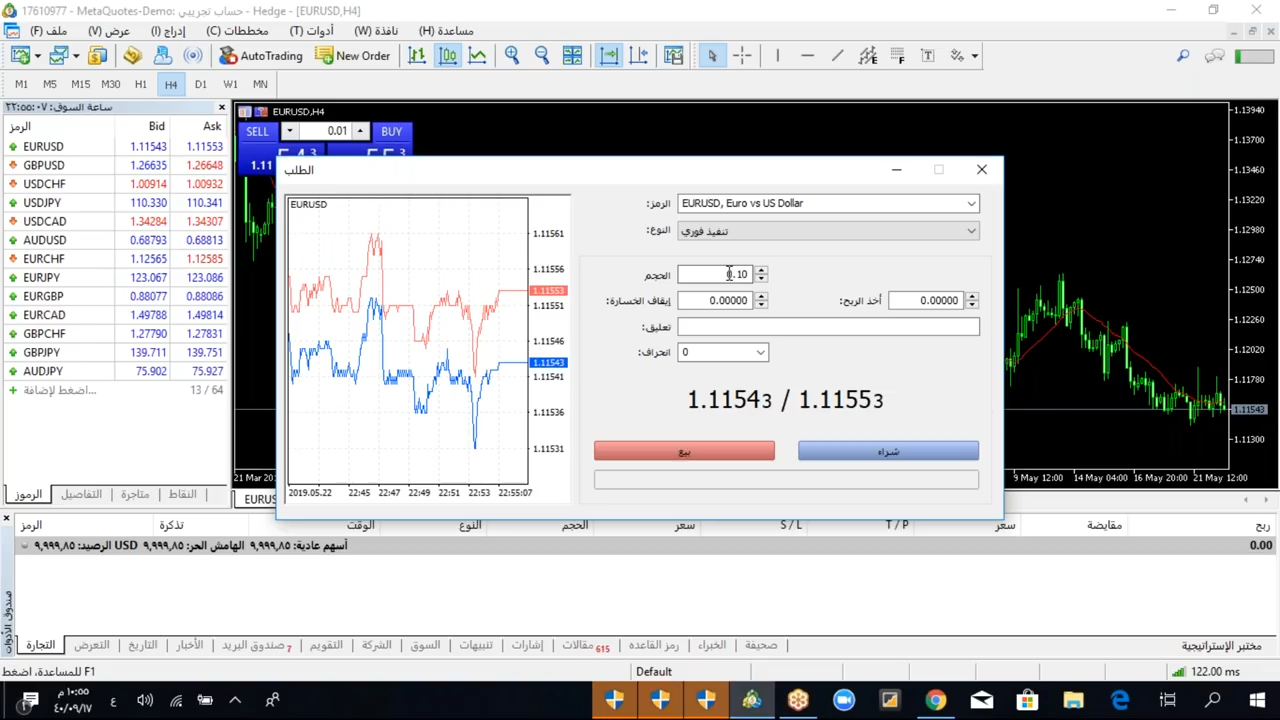 17610977 - MetaQuotes-Demo: حساب تجريبي - Hedge - [EURUSD,H4]
ملف (F) عرض (V) إدراج (I) مخططات (C) أدوات (T) نافذة (W) مساعدة (H)
AutoTrading New Order
M1 M5 M15 M30 H1 H4 D1 W1 MN
ساعة السوق: ٢٢:٥٥:٠٧
الرمز Bid Ask
EURUSD 1.11543 1.11553
GBPUSD 1.26635 1.26648
USDCHF 1.00914 1.00932
USDJPY 110.330 110.341
USDCAD 1.34284 1.34307
AUDUSD 0.68793 0.68813
EURCHF 1.12565 1.12585
EURJPY 123.067 123.086
EURGBP 0.88077 0.88081
EURCAD 1.49788 1.49814
GBPCHF 1.27790 1.27831
GBPJPY 139.711 139.751
AUDJPY 75.902 75.927
اضغط لإضافة... 13 / 64
الرموز التفاصيل متاجرة النقاط
EURUSD,H4
SELL 0.01 BUY
1.11
1.13940
1.13700
1.13460
1.13220
1.12980
1.12740
1.12500
1.12260
1.12020
1.11780
1.11543
1.11300
21 Mar 9 May 12:00 14 May 04:00 16 May 20:00 21 May 12:00
الطلب
EURUSD
1.11561
1.11556
1.11553
1.11551
1.11546
1.11543
1.11541
1.11536
1.11531
2019.05.22 22:45 22:47 22:49 22:51 22:53 22:55:07
الرمز: EURUSD, Euro vs US Dollar
النوع: تنفيذ فوري
الحجم 0.10
إيقاف الخسارة: 0.00000 أخذ الربح: 0.00000
تعليق:
انحراف: 0
1.11543 / 1.11553
بيع شراء
الرمز تذكرة الوقت النوع الحجم سعر S / L T / P سعر مقايضة ربح
أسهم عادية: ٩,٩٩٩,٨٥ الهامش الحر: ٩,٩٩٩,٨٥ USD الرصيد: ٩,٩٩٩,٨٥ 0.00
صندوق الأدوات
التجارة التعرض التاريخ الأخبار صندوق البريد 7 التقويم الشركة السوق تنبيهات إشارات مقالات 615 رمز القاعده الخبراء صحيفة مختبر الإستراتيجية
للمساعدة، اضغط F1 Default 122.00 ms
١٠:٥٥ م
٤٠/٠٩/١٧
ع